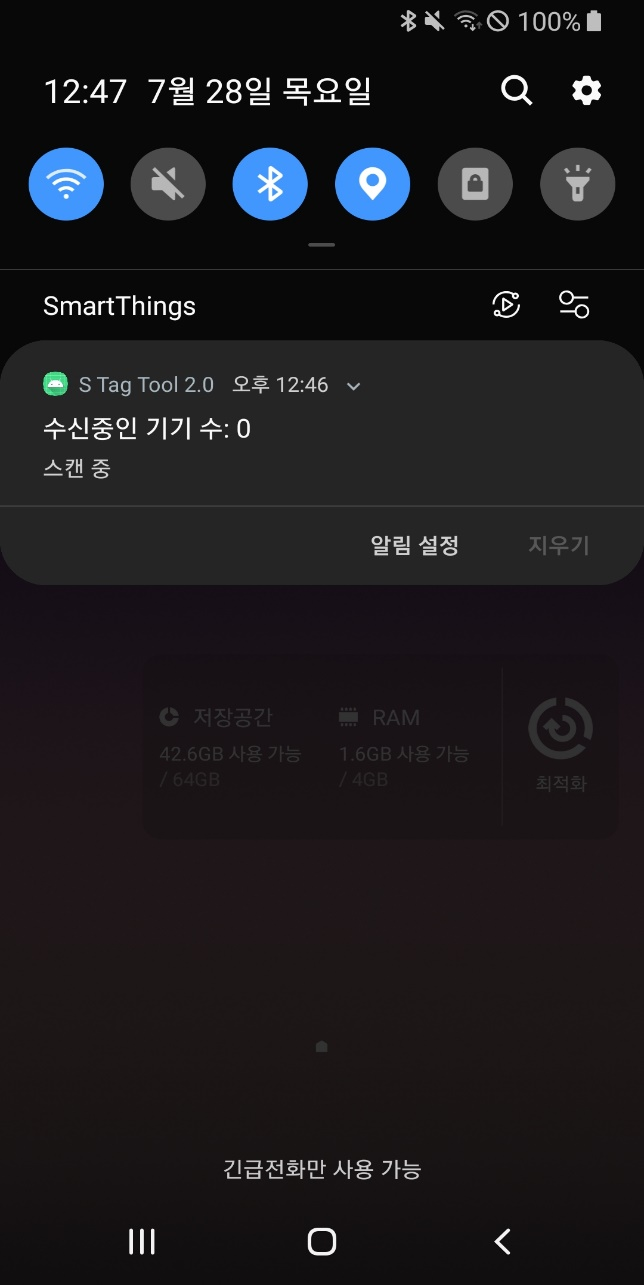 100%
12:47 7월 28일 목요일
SmartThings
S Tag Tool 2.0 오후 12:46
수신중인 기기 수: 0
스캔 중
알림 설정 지우기
저장공간 RAM
42.6GB 사용 가능 1.6GB 사용 가능
/ 64GB / 4GB
최적화
긴급전화만 사용 가능